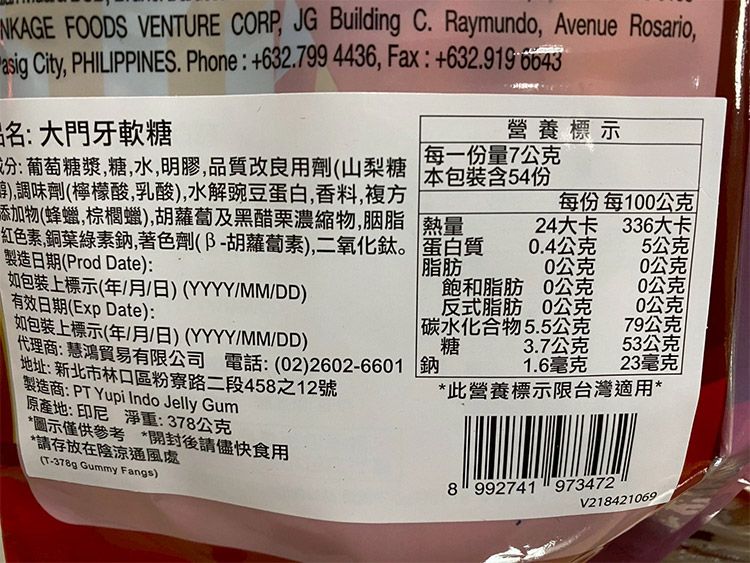 NKAGE FOODS VENTURE CORP, JG Building C. Raymundo, Avenue Rosario,
asig City, PHILIPPINES. Phone : +632.799 4436, Fax : +632.919 6643
品名: 大門牙軟糖
成分: 葡萄糖漿,糖,水,明膠,品質改良用劑(山梨糖
醇),調味劑(檸檬酸,乳酸),水解豌豆蛋白,香料,複方
添加物(蜂蠟,棕櫚蠟),胡蘿蔔及黑醋栗濃縮物,胭脂
紅色素,銅葉綠素鈉,著色劑(β-胡蘿蔔素),二氧化鈦。
製造日期(Prod Date):
如包裝上標示(年/月/日) (YYYY/MM/DD)
有效日期(Exp Date):
如包裝上標示(年/月/日) (YYYY/MM/DD)
代理商: 慧鴻貿易有限公司 電話: (02)2602-6601
地址: 新北市林口區粉寮路二段458之12號
製造商: PT Yupi Indo Jelly Gum
原產地: 印尼 淨重: 378公克
*圖示僅供參考 *開封後請儘快食用
*請存放在陰涼通風處
(T-378g Gummy Fangs)
營養標示
每一份量7公克
本包裝含54份
每份 每100公克
熱量 24大卡 336大卡
蛋白質 0.4公克 5公克
脂肪 0公克 0公克
飽和脂肪 0公克 0公克
反式脂肪 0公克 0公克
碳水化合物 5.5公克 79公克
糖 3.7公克 53公克
鈉 1.6毫克 23毫克
*此營養標示限台灣適用*
8 992741 973472
V218421069